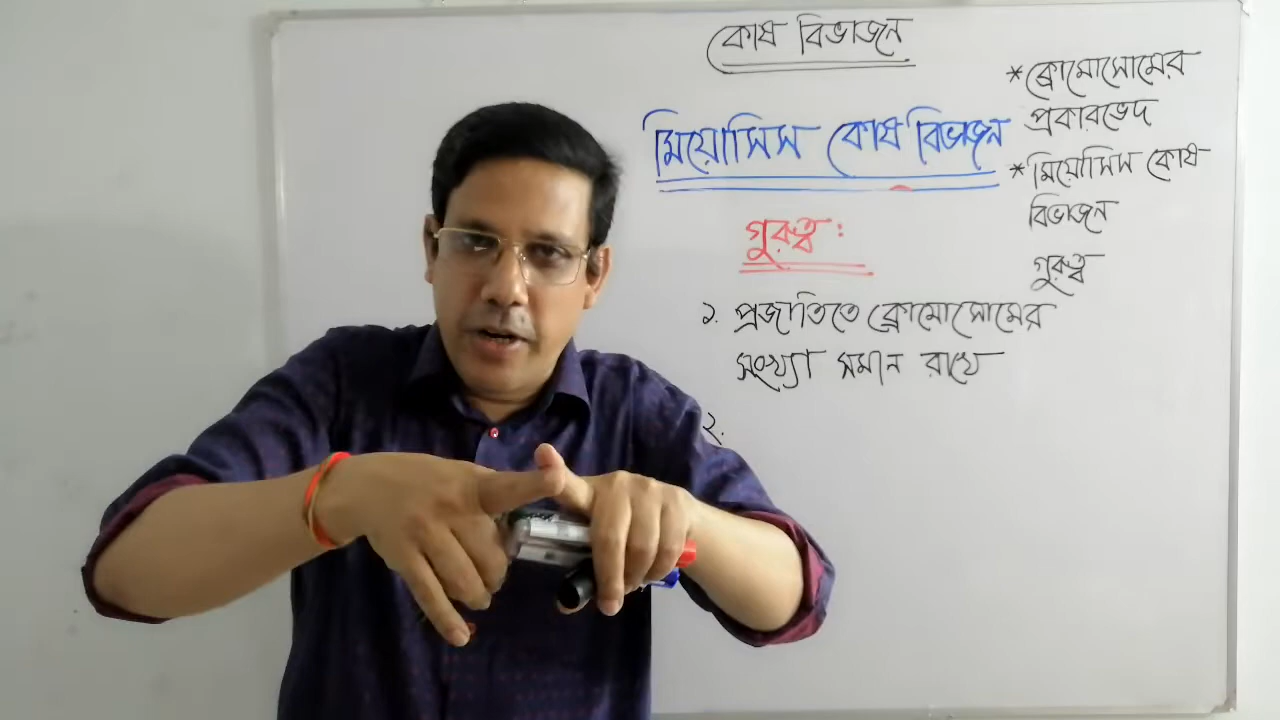 কোষ বিভাজন
মিয়োসিস কোষ বিভাজন
গুরুত্ব :
১. প্রজাতিতে ক্রোমোসোমের
সংখ্যা সমান রাখে
২.
* ক্রোমোসোমের
প্রকারভেদ
* মিয়োসিস কোষ
বিভাজন
গুরুত্ব